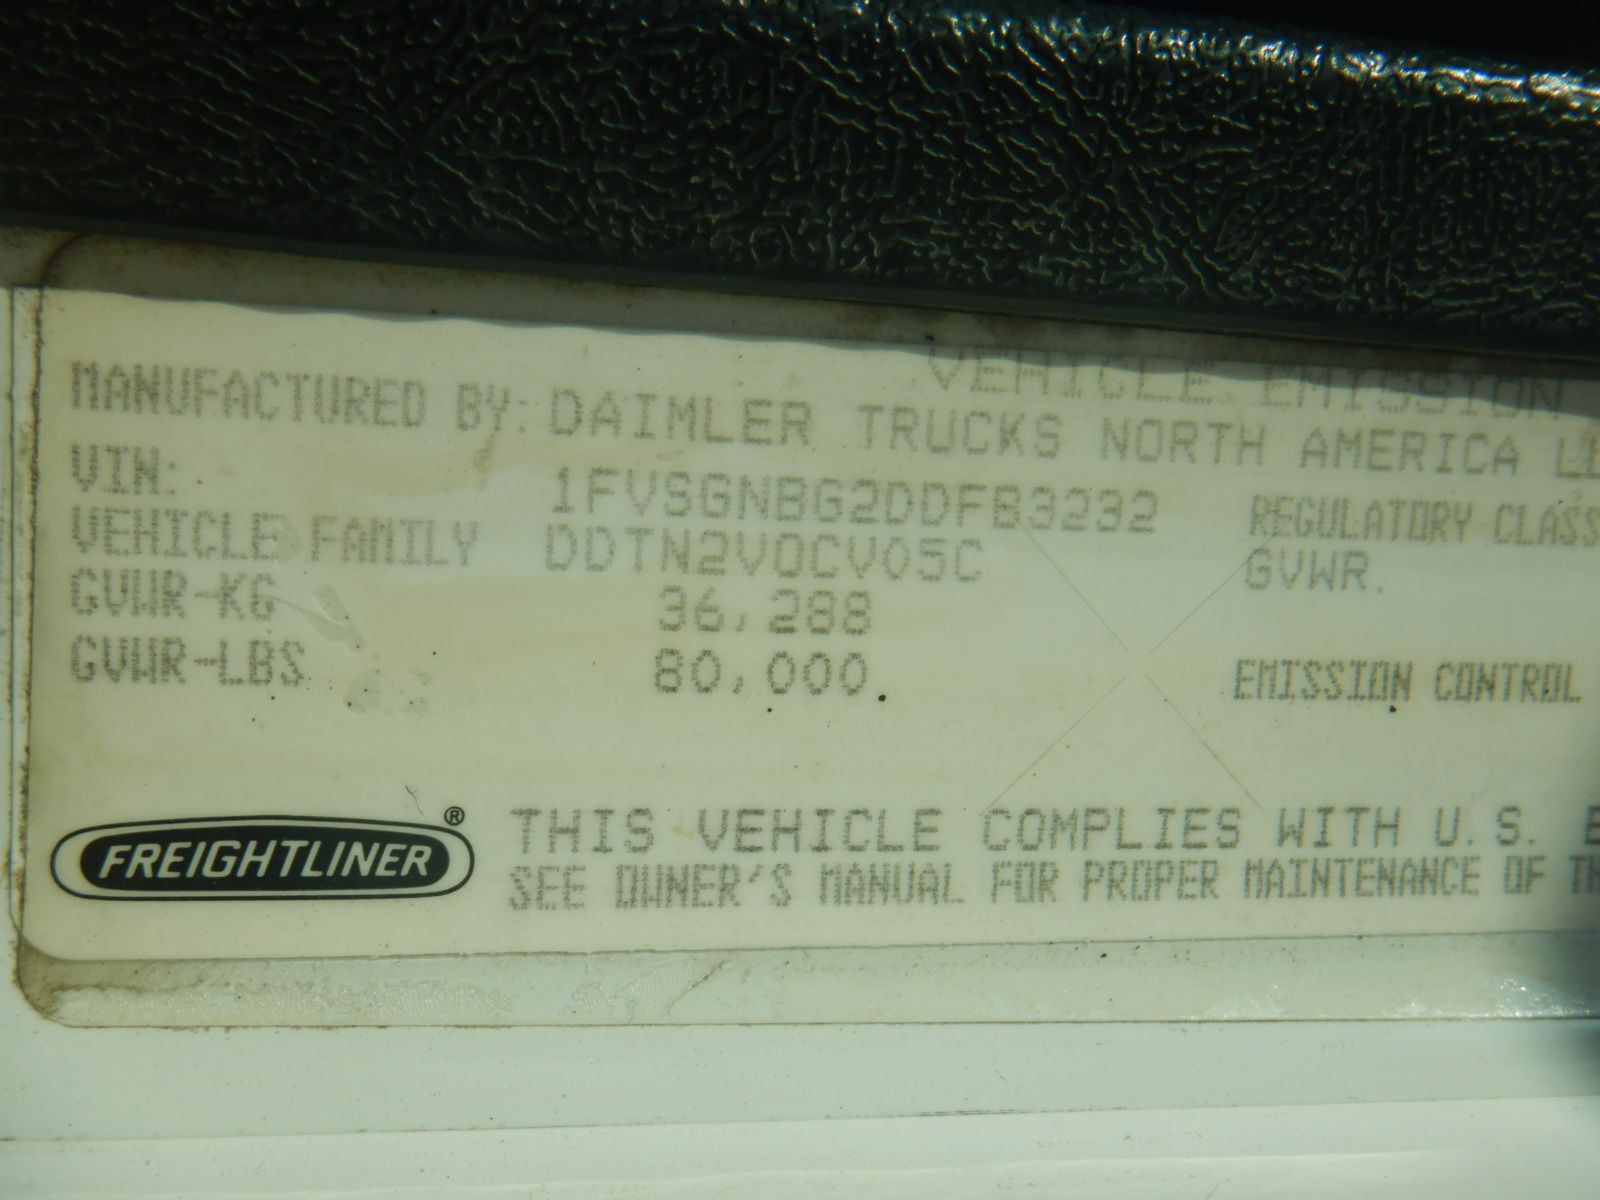 VEHICLE EMISSION
MANUFACTURED BY: DAIMLER TRUCKS NORTH AMERICA
VIN: 1FVSGNBG2DDFB3232 REGULATORY CLASS
VEHICLE FAMILY DDTN2VOCV05C GVWR.
GVWR-KG 36,288
GVWR-LBS 80,000 EMISSION CONTROL
FREIGHTLINER® THIS VEHICLE COMPLIES WITH U.S.
SEE OWNER'S MANUAL FOR PROPER MAINTENANCE OF